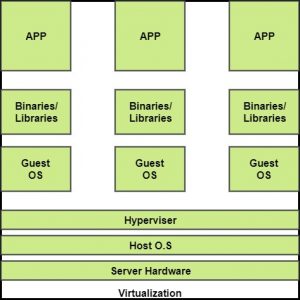 APP APP APP
Binaries/ Binaries/ Binaries/
Libraries Libraries Libraries
Guest Guest Guest
OS OS OS
Hyperviser
Host O.S
Server Hardware
Virtualization